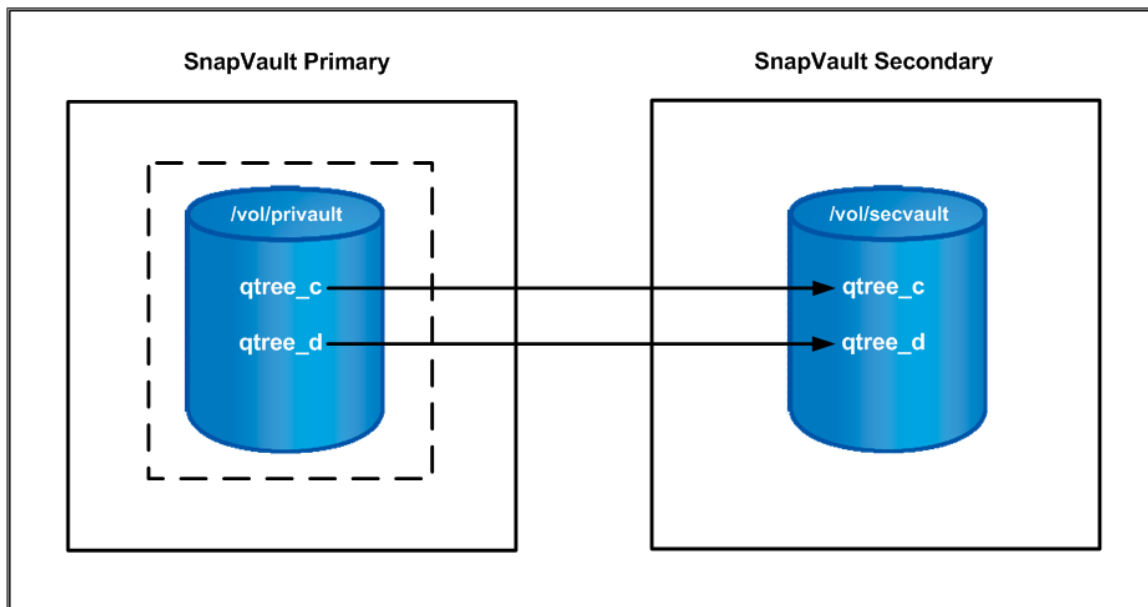 SnapVault Primary
SnapVault Secondary
/vol/privault
/vol/secvault
qtree_c
qtree_c
qtree_d
qtree_d